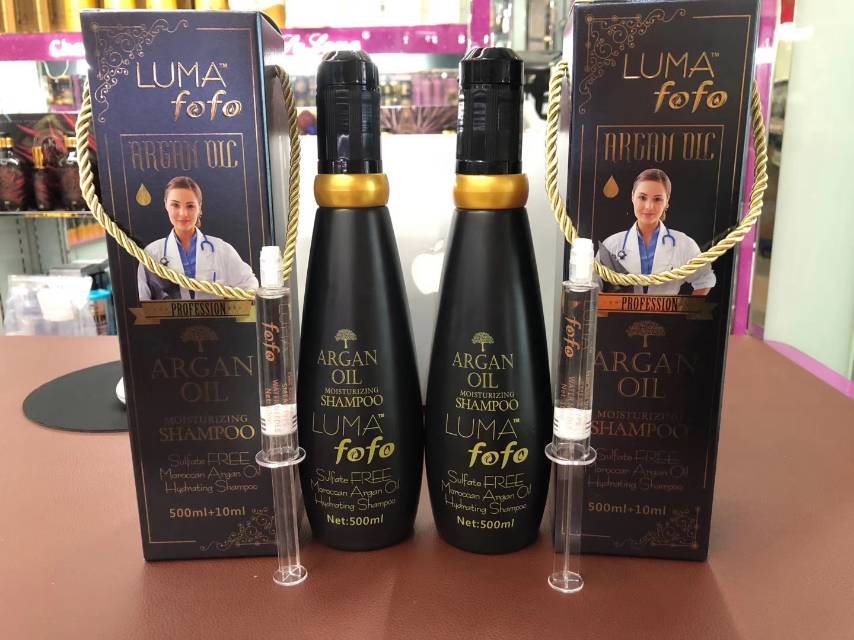 LUMA™
fofo
ARGAN OIL
PROFESSION
ARGAN
OIL
MOISTURIZING
SHAMPOO
Sulfate FREE
Moroccan Argan Oil
Hydrating Shampoo
500ml+10ml
fofo
ARGAN
OIL
MOISTURIZING
SHAMPOO
LUMA™
fofo
Sulfate FREE
Moroccan Argan Oil
Hydrating Shampoo
Net:500ml
ARGAN
OIL
MOISTURIZING
SHAMPOO
LUMA™
fofo
Sulfate FREE
Moroccan Argan Oil
Hydrating Shampoo
Net:500ml
fofo
LUMA™
fofo
ARGAN OIL
PROFESSION
ARGAN
OIL
MOISTURIZING
SHAMPOO
Sulfate FREE
Moroccan Argan Oil
Hydrating Shampoo
500ml+10ml